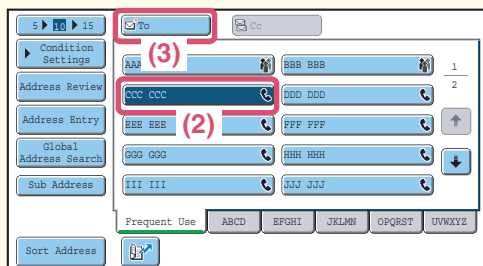 5 10 15
To
Cc
Condition
Settings
(3)
AAA
BBB BBB
1
2
Address Review
CCC CCC
DDD DDD
Address Entry
EEE EEE
(2)
FFF FFF
Global
Address Search
GGG GGG
HHH HHH
Sub Address
III III
JJJ JJJ
Frequent Use
ABCD
EFGHI
JKLMN
OPQRST
UVWXYZ
Sort Address